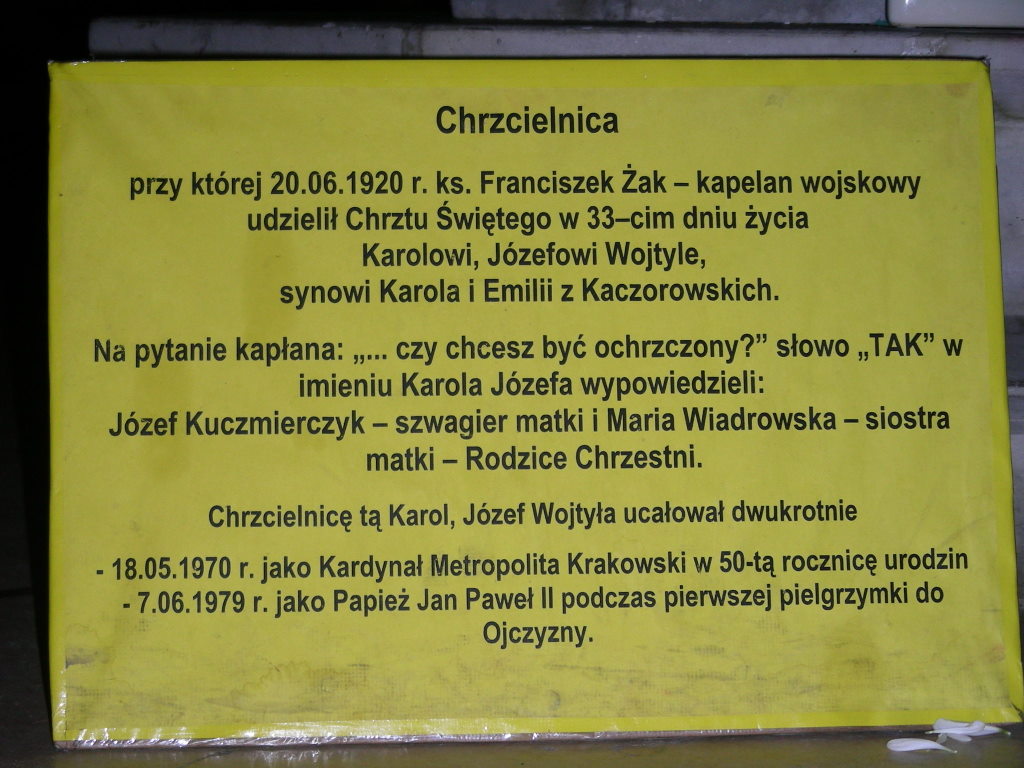 Chrzcielnica
przy której 20.06.1920 r. ks. Franciszek Żak – kapelan wojskowy
udzielił Chrztu Świętego w 33–cim dniu życia
Karolowi, Józefowi Wojtyle,
synowi Karola i Emilii z Kaczorowskich.
Na pytanie kapłana: „... czy chcesz być ochrzczony?” słowo „TAK” w
imieniu Karola Józefa wypowiedzieli:
Józef Kuczmierczyk – szwagier matki i Maria Wiadrowska – siostra
matki – Rodzice Chrzestni.
Chrzcielnicę tą Karol, Józef Wojtyła ucałował dwukrotnie
- 18.05.1970 r. jako Kardynał Metropolita Krakowski w 50-tą rocznicę urodzin
- 7.06.1979 r. jako Papież Jan Paweł II podczas pierwszej pielgrzymki do
Ojczyzny.